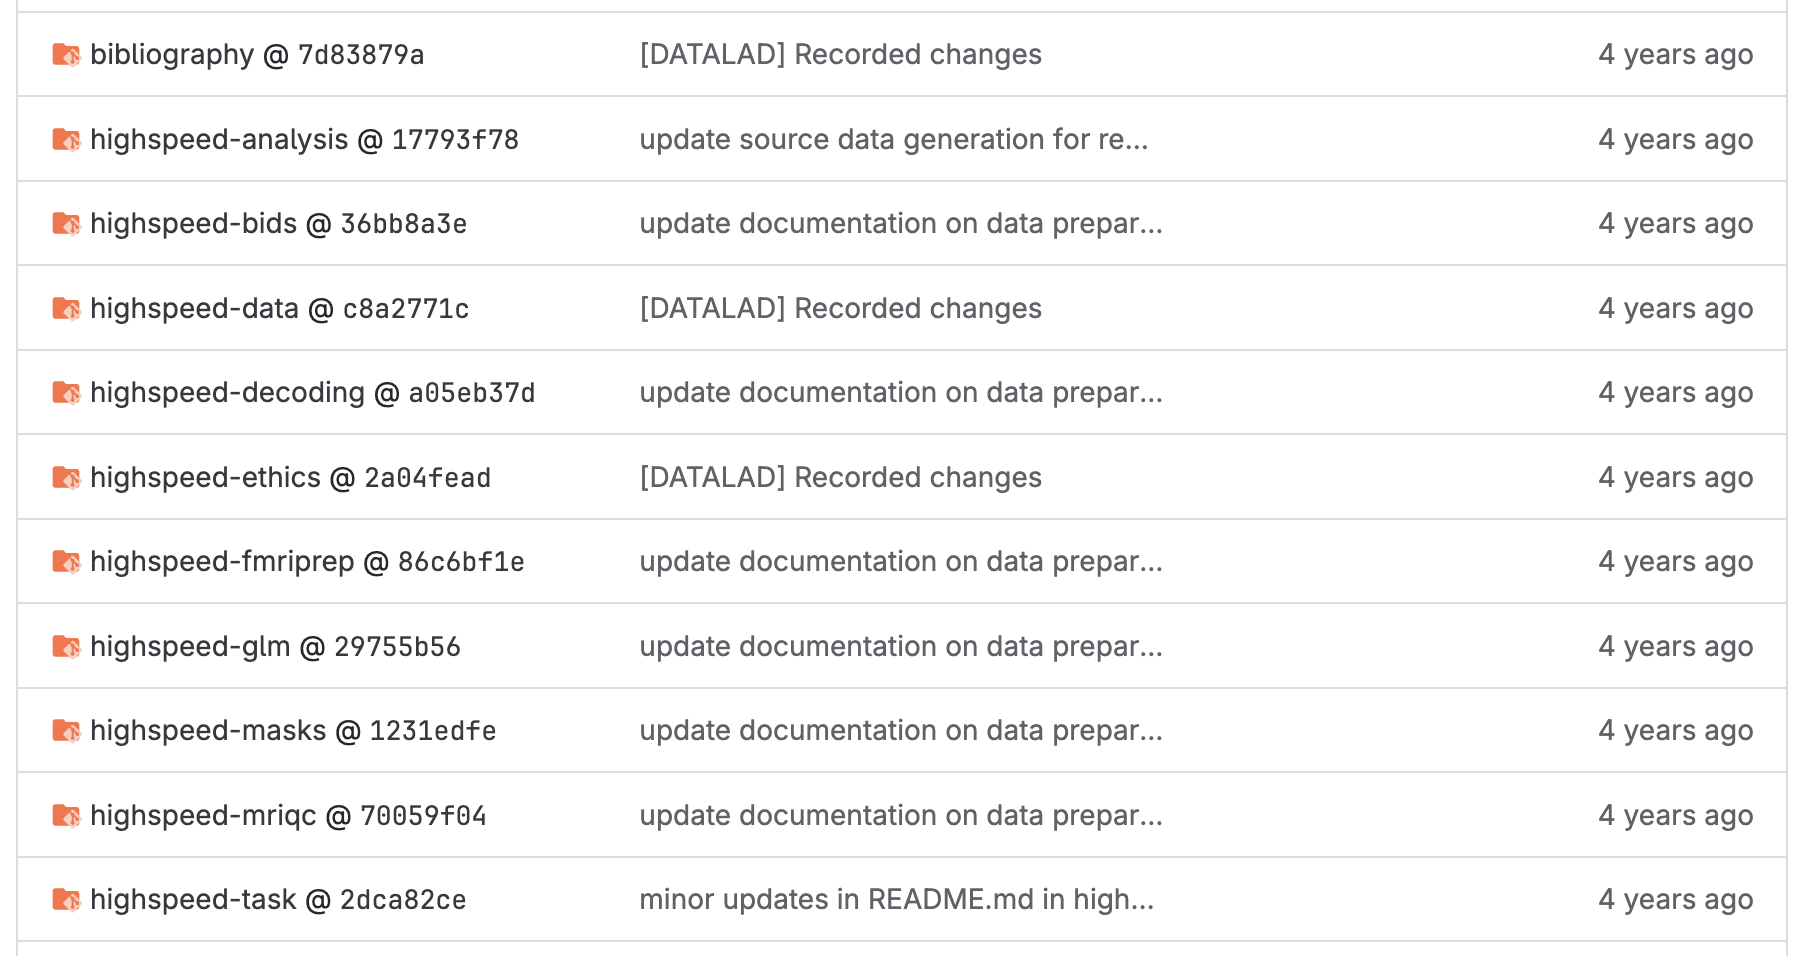 bibliography @ 7d83879a [DATALAD] Recorded changes 4 years ago
highspeed-analysis @ 17793f78 update source data generation for re... 4 years ago
highspeed-bids @ 36bb8a3e update documentation on data prepar... 4 years ago
highspeed-data @ c8a2771c [DATALAD] Recorded changes 4 years ago
highspeed-decoding @ a05eb37d update documentation on data prepar... 4 years ago
highspeed-ethics @ 2a04fead [DATALAD] Recorded changes 4 years ago
highspeed-fmriprep @ 86c6bf1e update documentation on data prepar... 4 years ago
highspeed-glm @ 29755b56 update documentation on data prepar... 4 years ago
highspeed-masks @ 1231edfe update documentation on data prepar... 4 years ago
highspeed-mriqc @ 70059f04 update documentation on data prepar... 4 years ago
highspeed-task @ 2dca82ce minor updates in README.md in high... 4 years ago